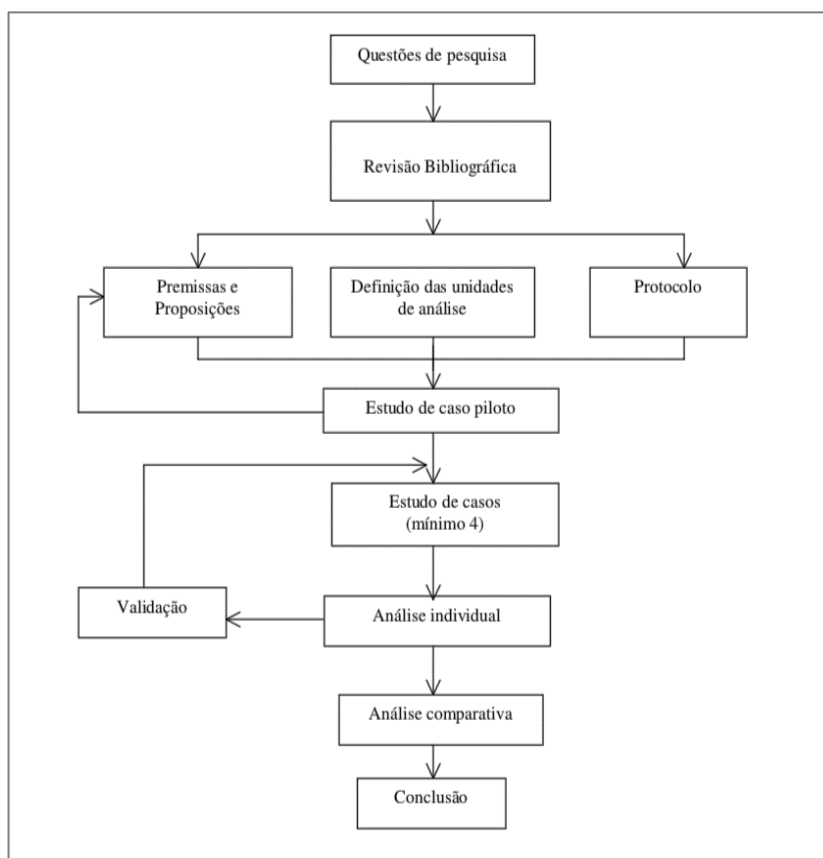 Questões de pesquisa
Revisão Bibliográfica
Premissas e
Proposições
Definição das unidades
de análise
Protocolo
Estudo de caso piloto
Estudo de casos
(mínimo 4)
Validação
Análise individual
Análise comparativa
Conclusão